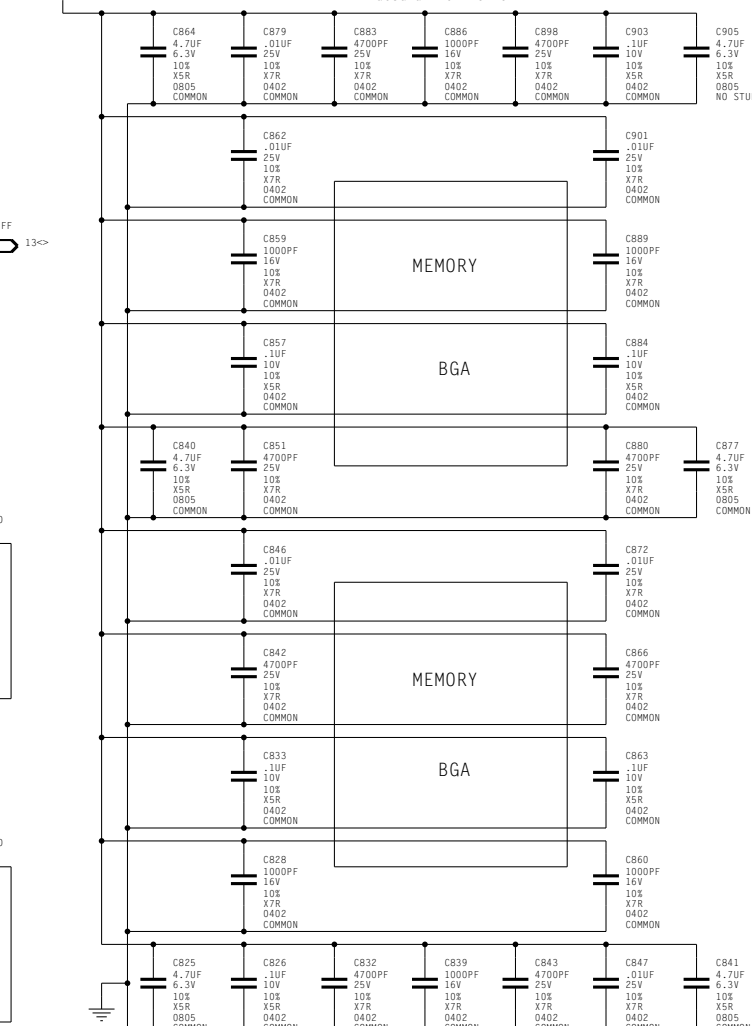 C864
4.7UF
6.3V
10%
X5R
0805
COMMON
C879
.01UF
25V
10%
X7R
0402
COMMON
C883
4700PF
25V
10%
X7R
0402
COMMON
C886
1000PF
16V
10%
X7R
0402
COMMON
C898
4700PF
25V
10%
X7R
0402
COMMON
C903
.1UF
10V
10%
X5R
0402
COMMON
C905
4.7UF
6.3V
10%
X5R
0805
NO STU
C862
.01UF
25V
10%
X7R
0402
COMMON
C901
.01UF
25V
10%
X7R
0402
COMMON
FF
13<>
C859
1000PF
16V
10%
X7R
0402
COMMON
MEMORY
C889
1000PF
16V
10%
X7R
0402
COMMON
C857
.1UF
10V
10%
X5R
0402
COMMON
BGA
C884
.1UF
10V
10%
X5R
0402
COMMON
C840
4.7UF
6.3V
10%
X5R
0805
COMMON
C851
4700PF
25V
10%
X7R
0402
COMMON
C880
4700PF
25V
10%
X7R
0402
COMMON
C877
4.7UF
6.3V
10%
X5R
0805
COMMON
C846
.01UF
25V
10%
X7R
0402
COMMON
C872
.01UF
25V
10%
X7R
0402
COMMON
C842
4700PF
25V
10%
X7R
0402
COMMON
MEMORY
C866
4700PF
25V
10%
X7R
0402
COMMON
C833
.1UF
10V
10%
X5R
0402
COMMON
BGA
C863
.1UF
10V
10%
X5R
0402
COMMON
C828
1000PF
16V
10%
X7R
0402
COMMON
C860
1000PF
16V
10%
X7R
0402
COMMON
C825
4.7UF
6.3V
10%
X5R
0805
C826
.1UF
10V
10%
X5R
0402
C832
4700PF
25V
10%
X7R
0402
C839
1000PF
16V
10%
X7R
0402
C843
4700PF
25V
10%
X7R
0402
C847
.01UF
25V
10%
X7R
0402
C841
4.7UF
6.3V
10%
X5R
0805